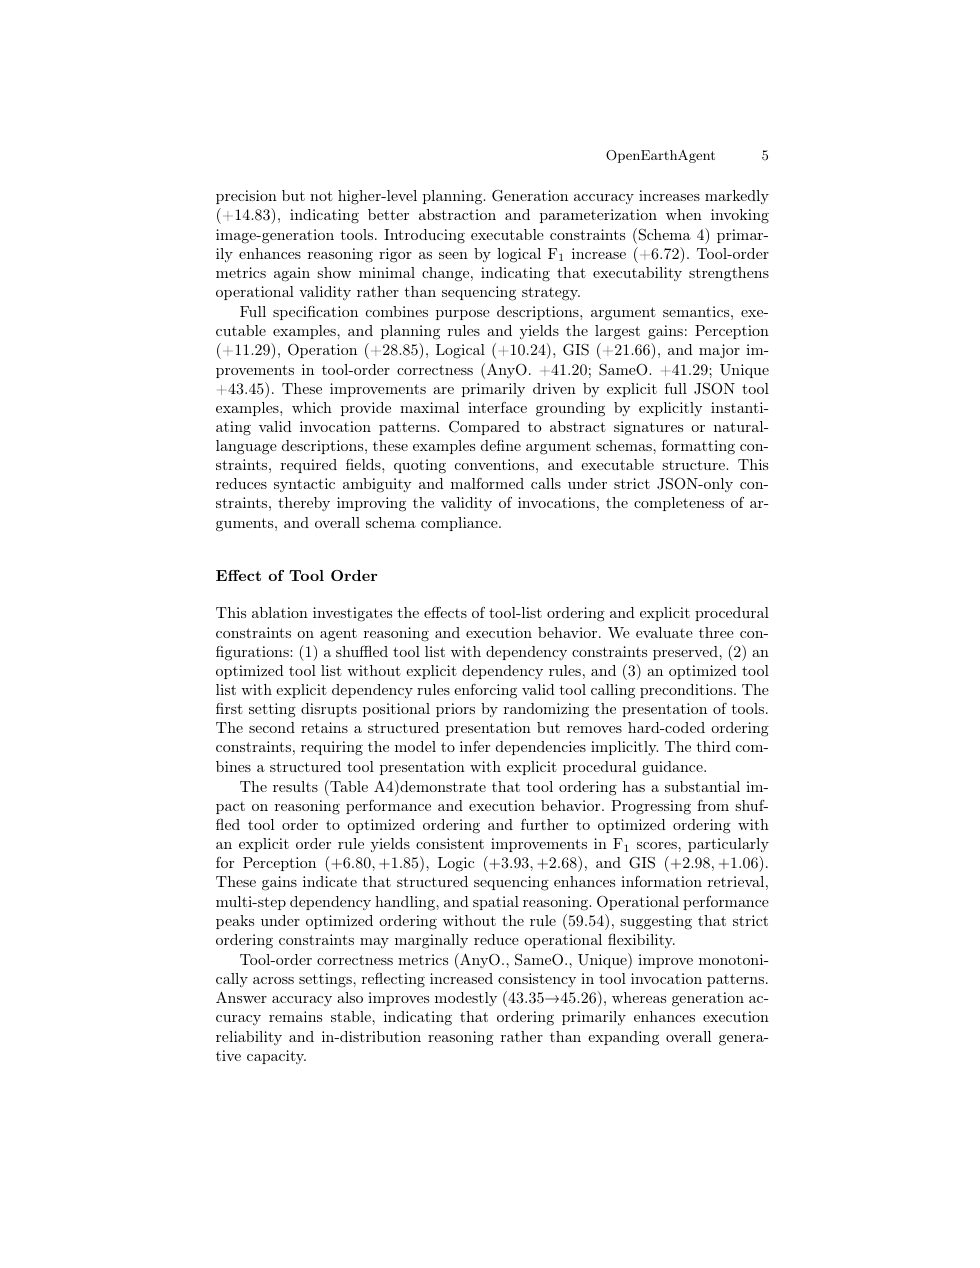 OpenEarthAgent 5
precision but not higher-level planning. Generation accuracy increases markedly
(+14.83), indicating better abstraction and parameterization when invoking
image-generation tools. Introducing executable constraints (Schema 4) primar-
ily enhances reasoning rigor as seen by logical F₁ increase (+6.72). Tool-order
metrics again show minimal change, indicating that executability strengthens
operational validity rather than sequencing strategy.
Full specification combines purpose descriptions, argument semantics, exe-
cutable examples, and planning rules and yields the largest gains: Perception
(+11.29), Operation (+28.85), Logical (+10.24), GIS (+21.66), and major im-
provements in tool-order correctness (AnyO. +41.20; SameO. +41.29; Unique
+43.45). These improvements are primarily driven by explicit full JSON tool
examples, which provide maximal interface grounding by explicitly instanti-
ating valid invocation patterns. Compared to abstract signatures or natural-
language descriptions, these examples define argument schemas, formatting con-
straints, required fields, quoting conventions, and executable structure. This
reduces syntactic ambiguity and malformed calls under strict JSON-only con-
straints, thereby improving the validity of invocations, the completeness of ar-
guments, and overall schema compliance.
Effect of Tool Order
This ablation investigates the effects of tool-list ordering and explicit procedural
constraints on agent reasoning and execution behavior. We evaluate three con-
figurations: (1) a shuffled tool list with dependency constraints preserved, (2) an
optimized tool list without explicit dependency rules, and (3) an optimized tool
list with explicit dependency rules enforcing valid tool calling preconditions. The
first setting disrupts positional priors by randomizing the presentation of tools.
The second retains a structured presentation but removes hard-coded ordering
constraints, requiring the model to infer dependencies implicitly. The third com-
bines a structured tool presentation with explicit procedural guidance.
The results (Table A4)demonstrate that tool ordering has a substantial im-
pact on reasoning performance and execution behavior. Progressing from shuf-
fled tool order to optimized ordering and further to optimized ordering with
an explicit order rule yields consistent improvements in F₁ scores, particularly
for Perception (+6.80, +1.85), Logic (+3.93, +2.68), and GIS (+2.98, +1.06).
These gains indicate that structured sequencing enhances information retrieval,
multi-step dependency handling, and spatial reasoning. Operational performance
peaks under optimized ordering without the rule (59.54), suggesting that strict
ordering constraints may marginally reduce operational flexibility.
Tool-order correctness metrics (AnyO., SameO., Unique) improve monotoni-
cally across settings, reflecting increased consistency in tool invocation patterns.
Answer accuracy also improves modestly (43.35→45.26), whereas generation ac-
curacy remains stable, indicating that ordering primarily enhances execution
reliability and in-distribution reasoning rather than expanding overall genera-
tive capacity.